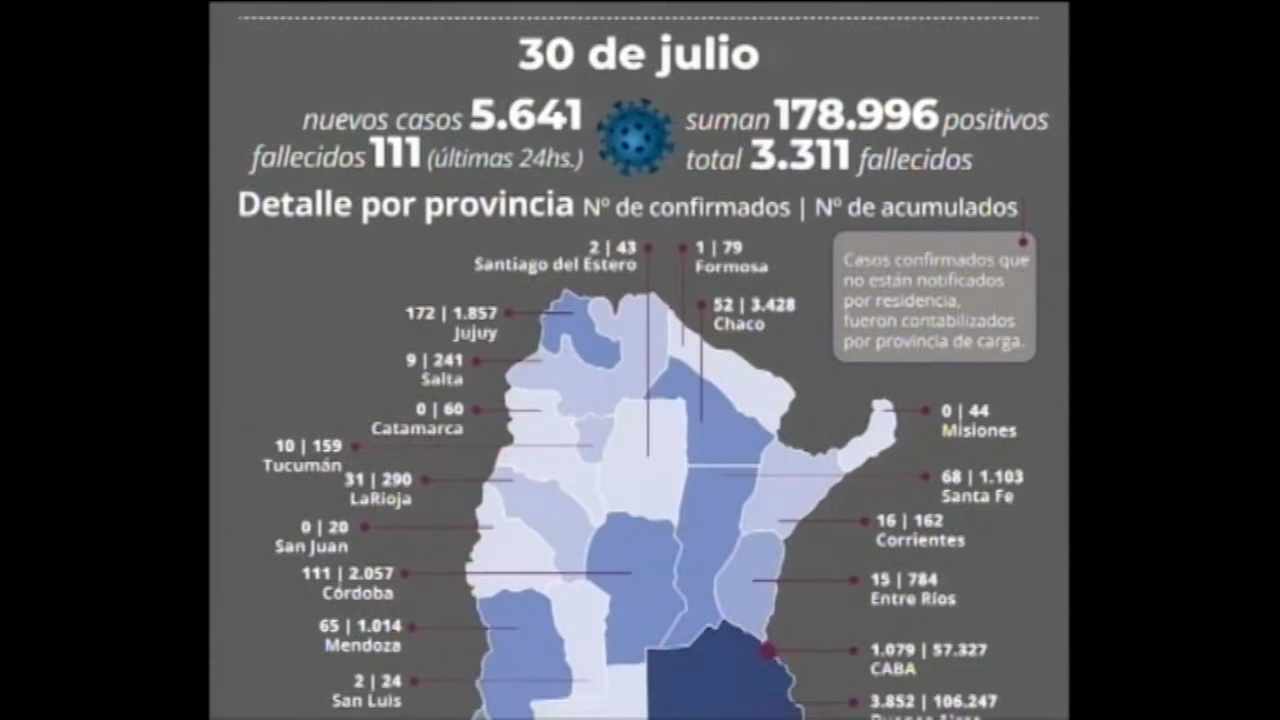 30 de julio
nuevos casos 5.641
fallecidos 111 (últimas 24hs.)
suman 178.996 positivos
total 3.311 fallecidos
Detalle por provincia Nº de confirmados | Nº de acumulados
Casos confirmados que
no están notificados
por residencia,
fueron contabilizados
por provincia de carga.
2 | 43
Santiago del Estero
1 | 79
Formosa
52 | 3.428
Chaco
172 | 1.857
Jujuy
9 | 241
Salta
0 | 60
Catamarca
10 | 159
Tucumán
31 | 290
LaRioja
0 | 20
San Juan
111 | 2.057
Córdoba
65 | 1.014
Mendoza
2 | 24
San Luis
0 | 44
Misiones
68 | 1.103
Santa Fe
16 | 162
Corrientes
15 | 784
Entre Ríos
1.079 | 57.327
CABA
3.852 | 106.247
Buenos Aires